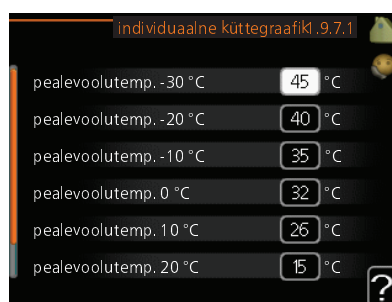 individuaalne küttegraafik1.9.7.1
pealevoolutemp. -30 °C 45 °C
pealevoolutemp. -20 °C 40 °C
pealevoolutemp. -10 °C 35 °C
pealevoolutemp. 0 °C 32 °C
pealevoolutemp. 10 °C 26 °C
pealevoolutemp. 20 °C 15 °C
?